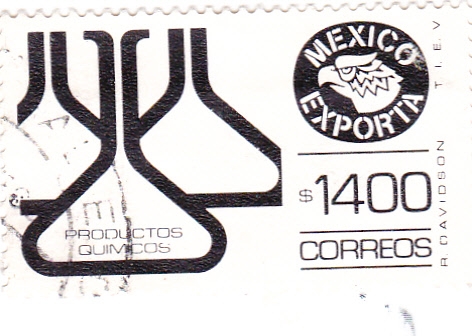 MEXICO
EXPORTA
T.I.E.V
PRODUCTOS
QUIMICOS
$1400
CORREOS
R. DAVIDSON